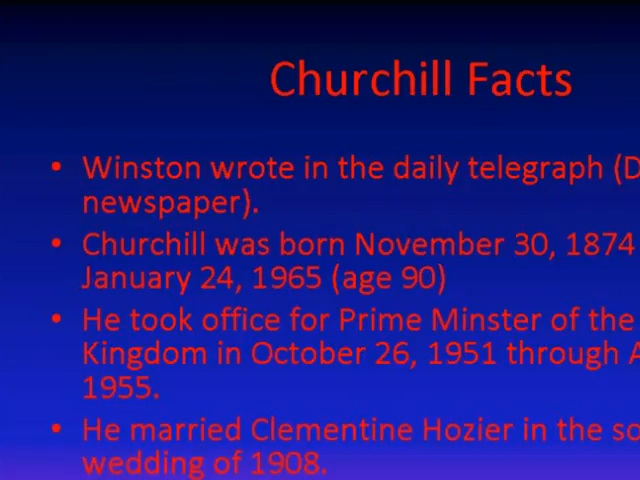 Churchill Facts
• Winston wrote in the daily telegraph (D
newspaper).
• Churchill was born November 30, 1874
January 24, 1965 (age 90)
• He took office for Prime Minster of the
Kingdom in October 26, 1951 through A
1955.
• He married Clementine Hozier in the so
wedding of 1908.